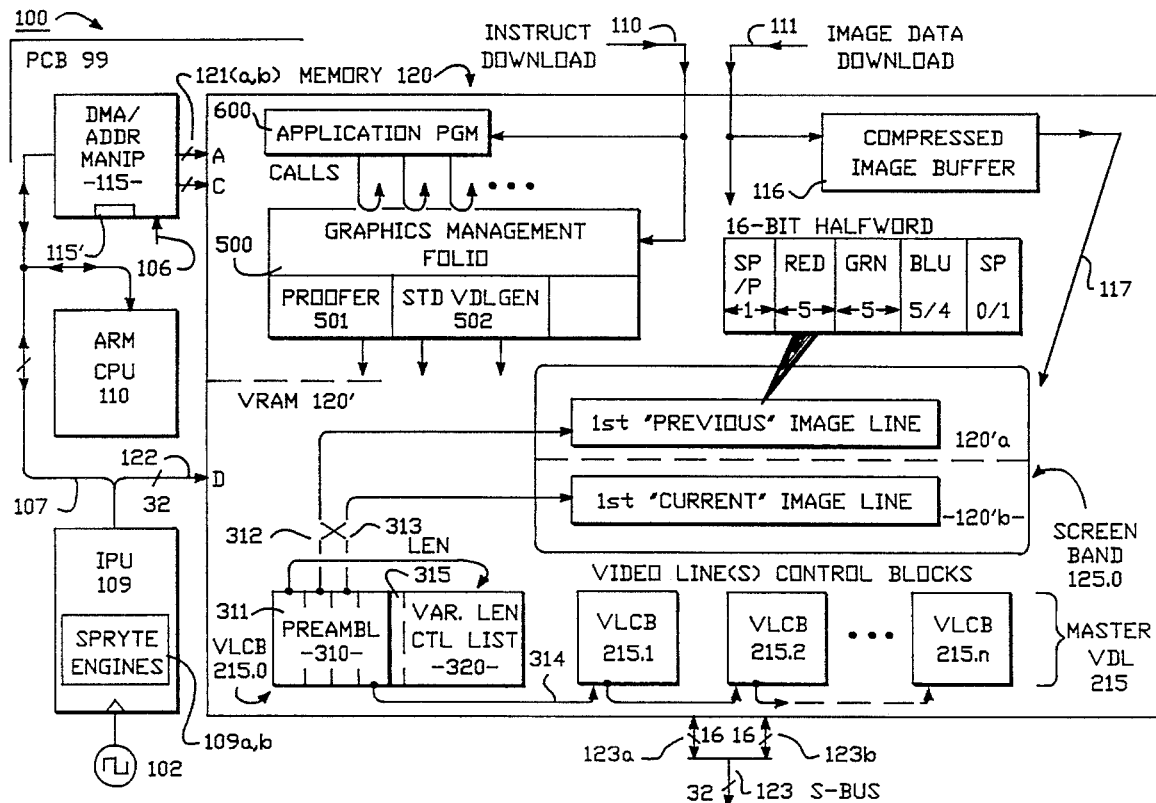 100
PCB 99
121(a,b)
MEMORY 120
INSTRUCT
DOWNLOAD
110
111
IMAGE DATA
DOWNLOAD
DMA/
ADDR
MANIP
-115-
115'
106
A
C
600
APPLICATION PGM
CALLS
GRAPHICS MANAGEMENT
FOLIO
500
PROOFER
501
STD VDLGEN
502
COMPRESSED
IMAGE BUFFER
116
117
16-BIT HALFWORD
SP
/P
1
RED
5
GRN
5
BLU
5/4
SP
0/1
ARM
CPU
110
VRAM 120'
1st "PREVIOUS" IMAGE LINE
120'a
1st "CURRENT" IMAGE LINE
-120'b-
SCREEN
BAND
125.0
122
32
D
107
IPU
109
SPRYTE
ENGINES
109a,b
102
312
313
LEN
315
311
PREAMBL
-310-
VAR. LEN
CTL LIST
-320-
VLCB
215.0
314
VIDEO LINE(S) CONTROL BLOCKS
VLCB
215.1
VLCB
215.2
VLCB
215.n
MASTER
VDL
215
123a
16
16
123b
32
123
S-BUS